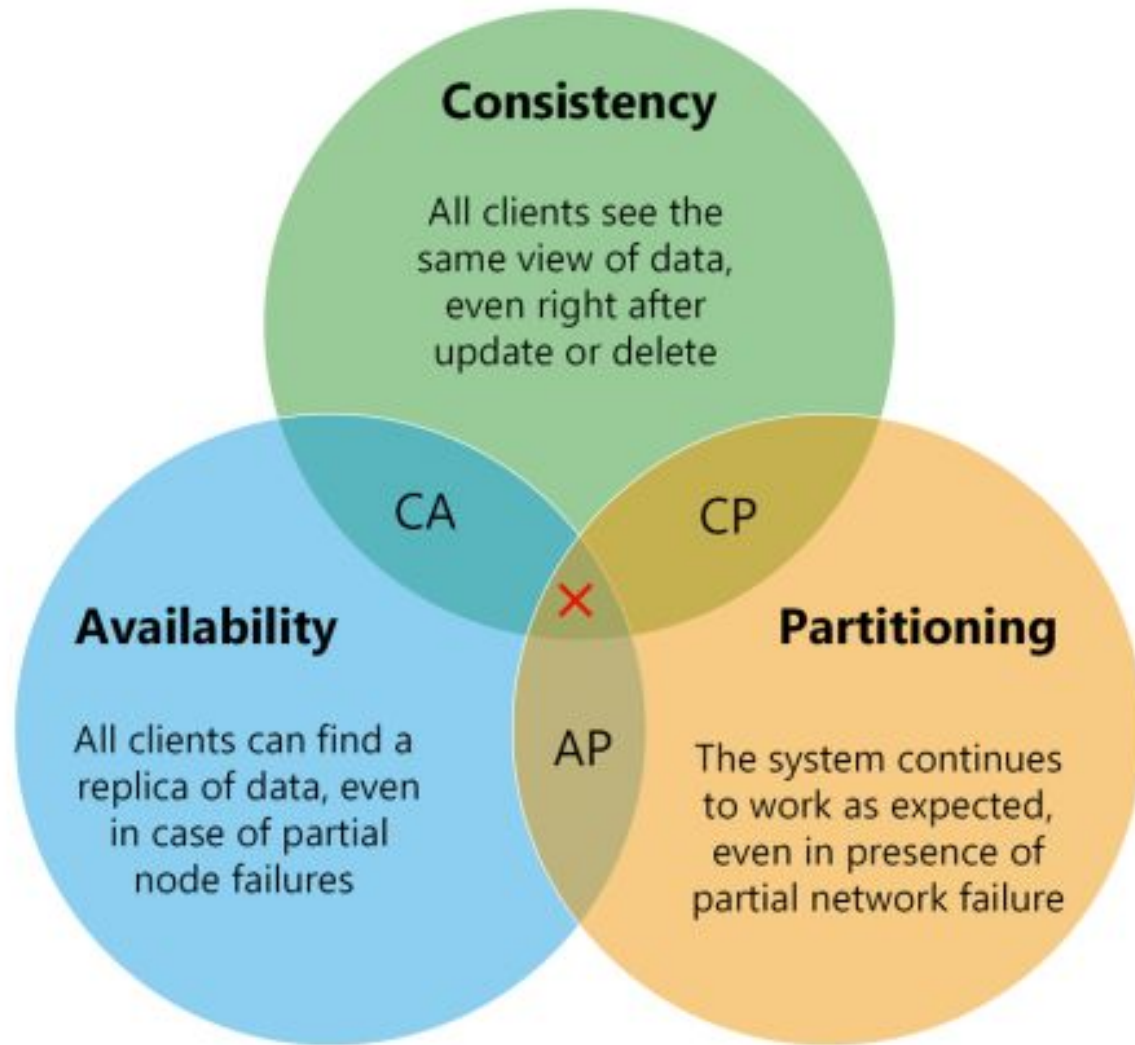 Consistency
All clients see the
same view of data,
even right after
update or delete
CA
CP
Availability
All clients can find a
replica of data, even
in case of partial
node failures
AP
Partitioning
The system continues
to work as expected,
even in presence of
partial network failure